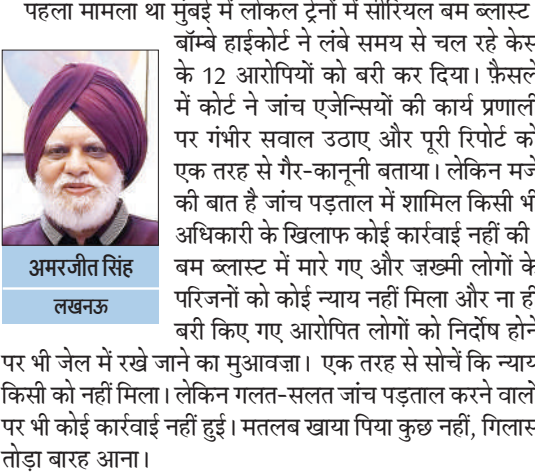 पहला मामला था मुंबई में लोकल ट्रेनों में सीरियल बम ब्लास्ट
बॉम्बे हाईकोर्ट ने लंबे समय से चल रहे केस
के 12 आरोपियों को बरी कर दिया। फ़ैसले
में कोर्ट ने जांच एजेन्सियों की कार्य प्रणाली
पर गंभीर सवाल उठाए और पूरी रिपोर्ट को
एक तरह से गैर-कानूनी बताया। लेकिन मजे
की बात है जांच पड़ताल में शामिल किसी भी
अधिकारी के खिलाफ कोई कार्रवाई नहीं की
बम ब्लास्ट में मारे गए और ज़ख्मी लोगों के
परिजनों को कोई न्याय नहीं मिला और ना ही
बरी किए गए आरोपित लोगों को निर्दोष होने
पर भी जेल में रखे जाने का मुआवज़ा। एक तरह से सोचें कि न्याय
किसी को नहीं मिला। लेकिन गलत-सलत जांच पड़ताल करने वालों
पर भी कोई कार्रवाई नहीं हुई। मतलब खाया पिया कुछ नहीं, गिलास
तोड़ा बारह आना।
अमरजीत सिंह
लखनऊ